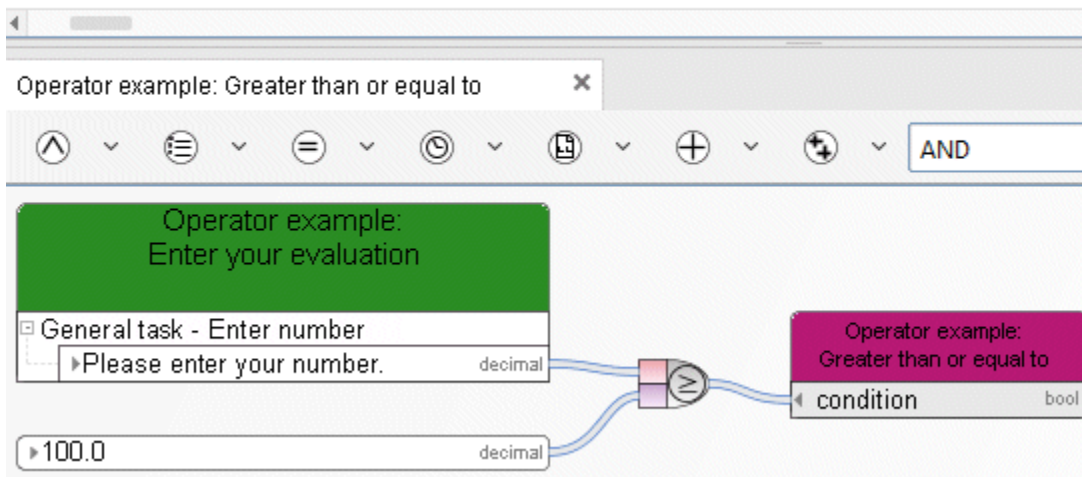 Operator example: Greater than or equal to
AND
Operator example:
Enter your evaluation
General task - Enter number
Please enter your number. decimal
Operator example:
Greater than or equal to
≥
condition bool
100.0 decimal